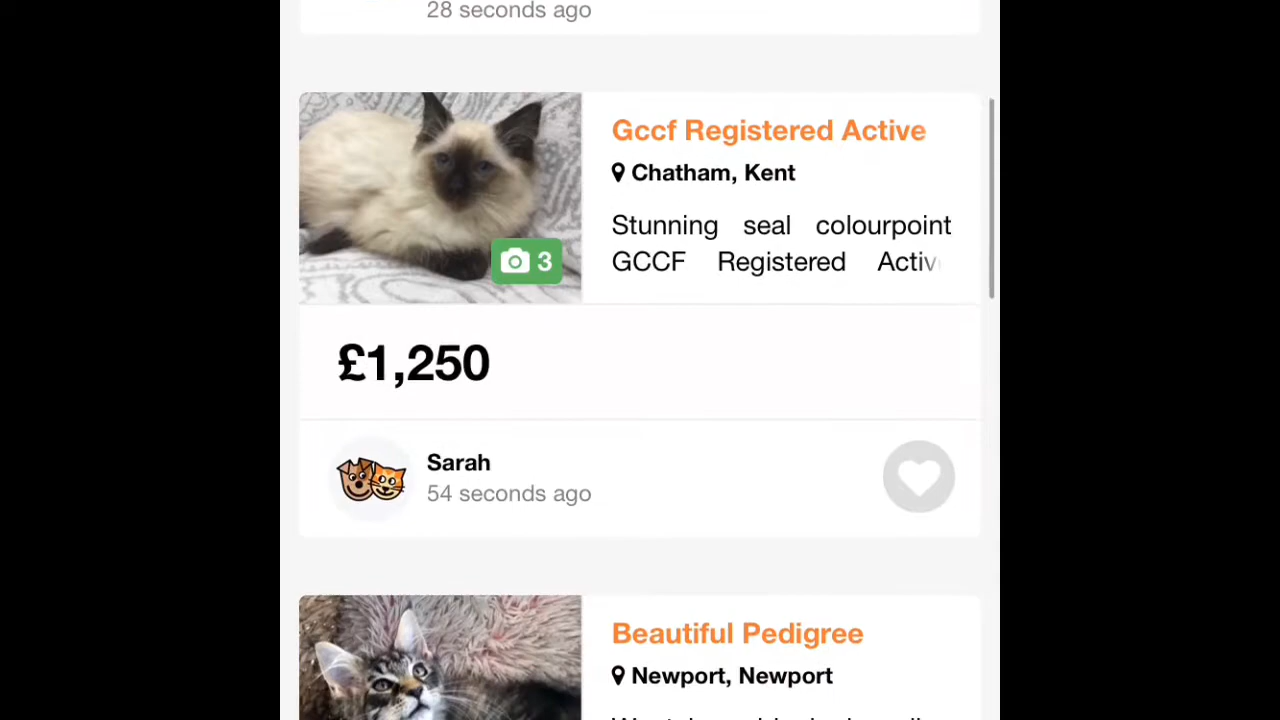 28 seconds ago
Gccf Registered Active
Chatham, Kent
Stunning seal colourpoint
GCCF Registered Activ
3
£1,250
Sarah
54 seconds ago
Beautiful Pedigree
Newport, Newport